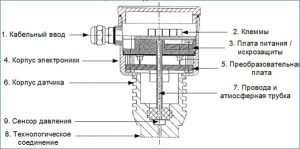 1. Кабельный ввод
2. Клеммы
3. Плата питания /
искрозащиты
4. Корпус электроники
5. Преобразовательная
плата
6. Корпус датчика
7. Провода и
атмосферная трубка
9. Сенсор
давления
8. Технологическое
соединение